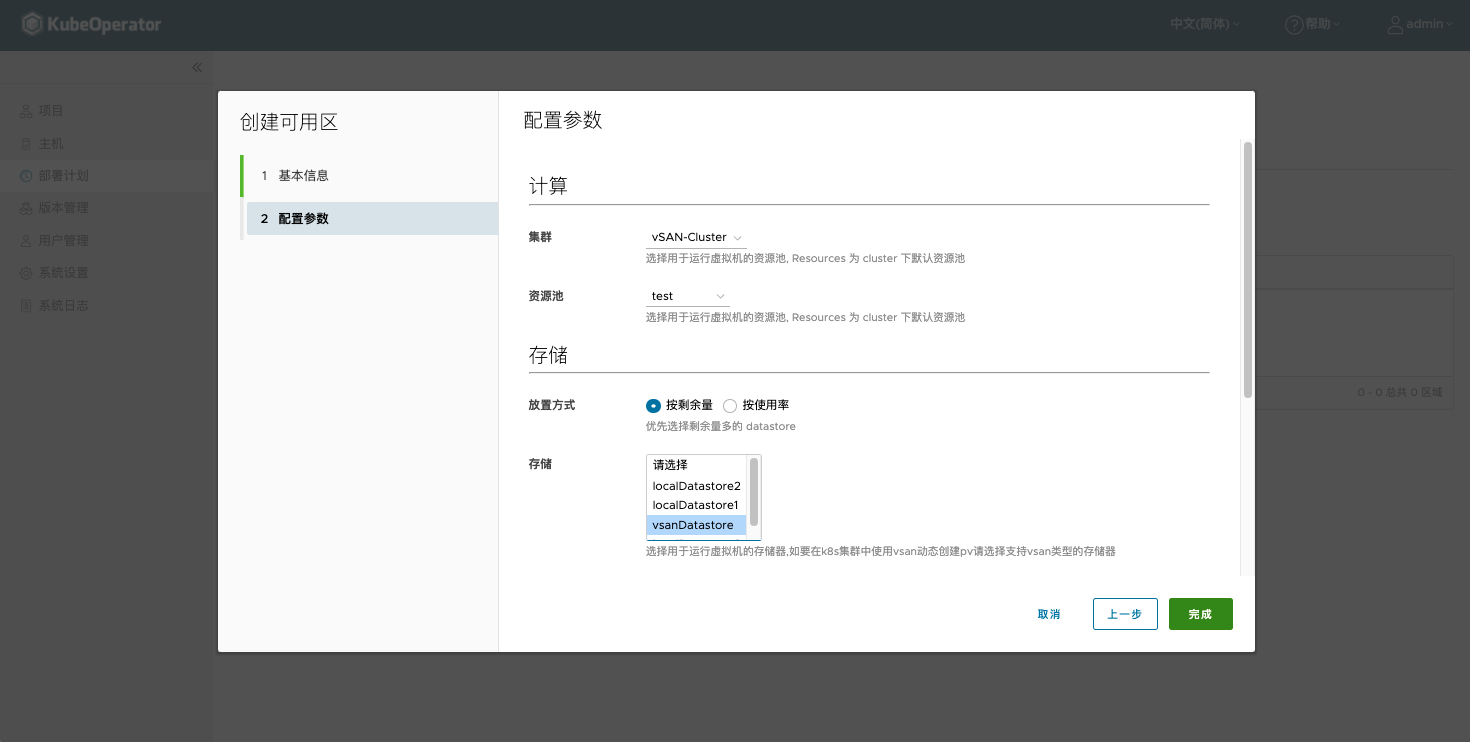 KubeOperator
中文(简体)
帮助
admin
项目
主机
部署计划
版本管理
用户管理
系统设置
系统日志
0 - 0 总共 0 区域
创建可用区
1 基本信息
2 配置参数
配置参数
计算
集群
vSAN-Cluster
选择用于运行虚拟机的资源池, Resources 为 cluster 下默认资源池
资源池
test
选择用于运行虚拟机的资源池, Resources 为 cluster 下默认资源池
存储
放置方式
按剩余量 按使用率
优先选择剩余量多的 datastore
存储
请选择
localDatastore2
localDatastore1
vsanDatastore
选择用于运行虚拟机的存储器,如要在k8s集群中使用vsan动态创建pv请选择支持vsan类型的存储器
取消
上一步
完成